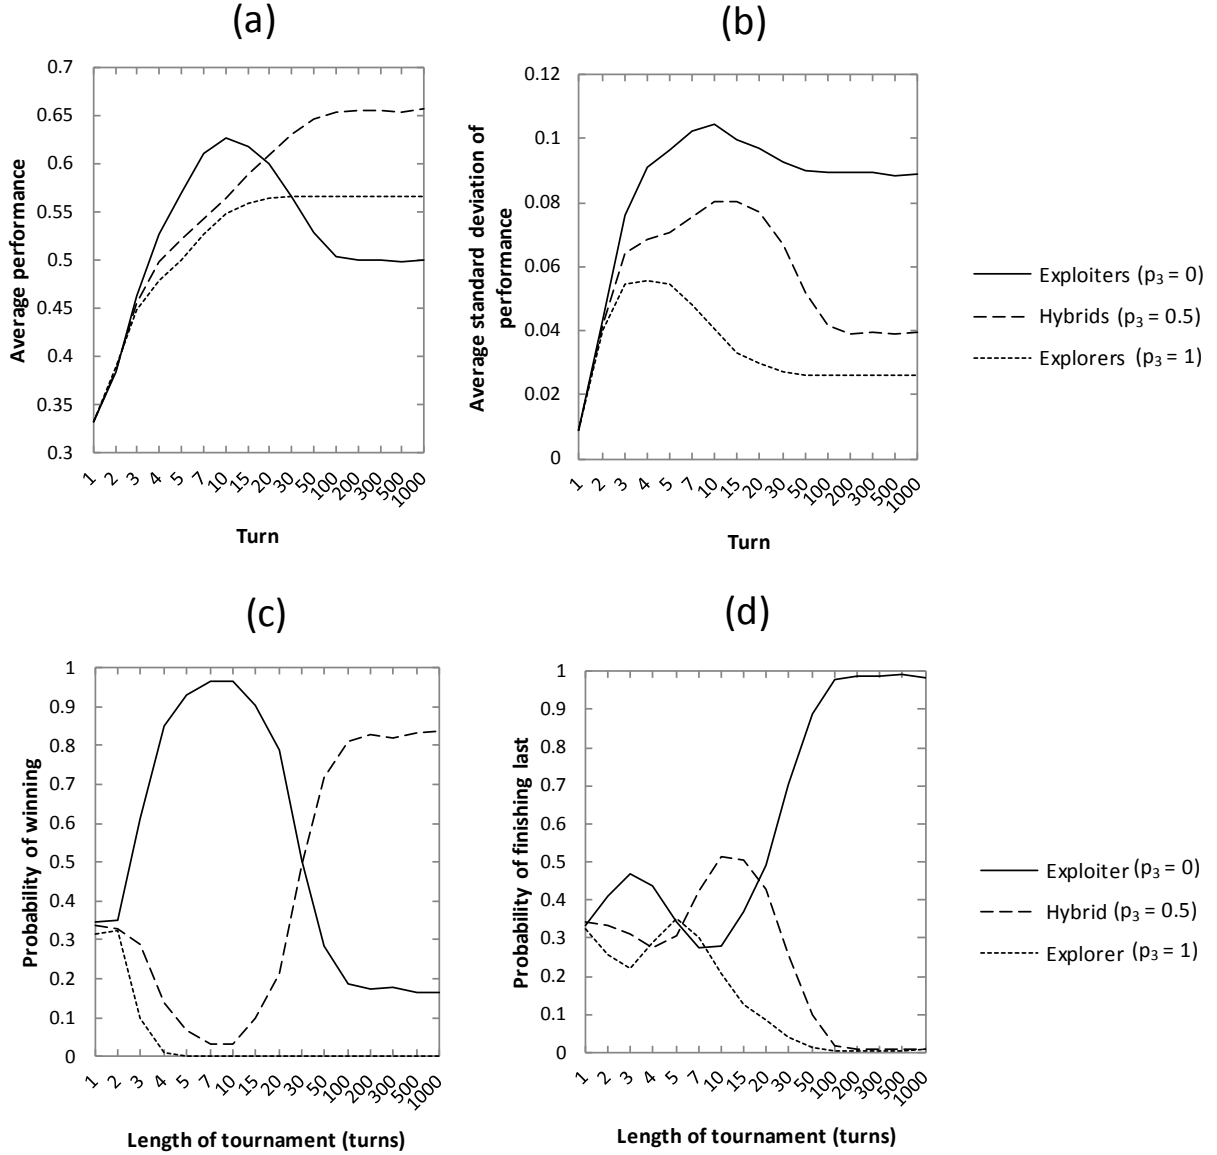 (a)
0.7
0.65
0.6
0.55
0.5
0.45
0.4
0.35
0.3
Average performance
1 2 3 4 5 7 10 15 20 30 50 100 200 300 500 1000
Turn
(b)
0.12
0.1
0.08
0.06
0.04
0.02
0
Average standard deviation of
performance
1 2 3 4 5 7 10 15 20 30 50 100 200 300 500 1000
Turn
Exploiters (p₃ = 0)
Hybrids (p₃ = 0.5)
Explorers (p₃ = 1)
(c)
1
0.9
0.8
0.7
0.6
0.5
0.4
0.3
0.2
0.1
0
Probability of winning
1 2 3 4 5 7 10 15 20 30 50 100 200 300 500 1000
Length of tournament (turns)
(d)
1
0.9
0.8
0.7
0.6
0.5
0.4
0.3
0.2
0.1
0
Probability of finishing last
1 2 3 4 5 7 10 15 20 30 50 100 200 300 500 1000
Length of tournament (turns)
Exploiter (p₃ = 0)
Hybrid (p₃ = 0.5)
Explorer (p₃ = 1)